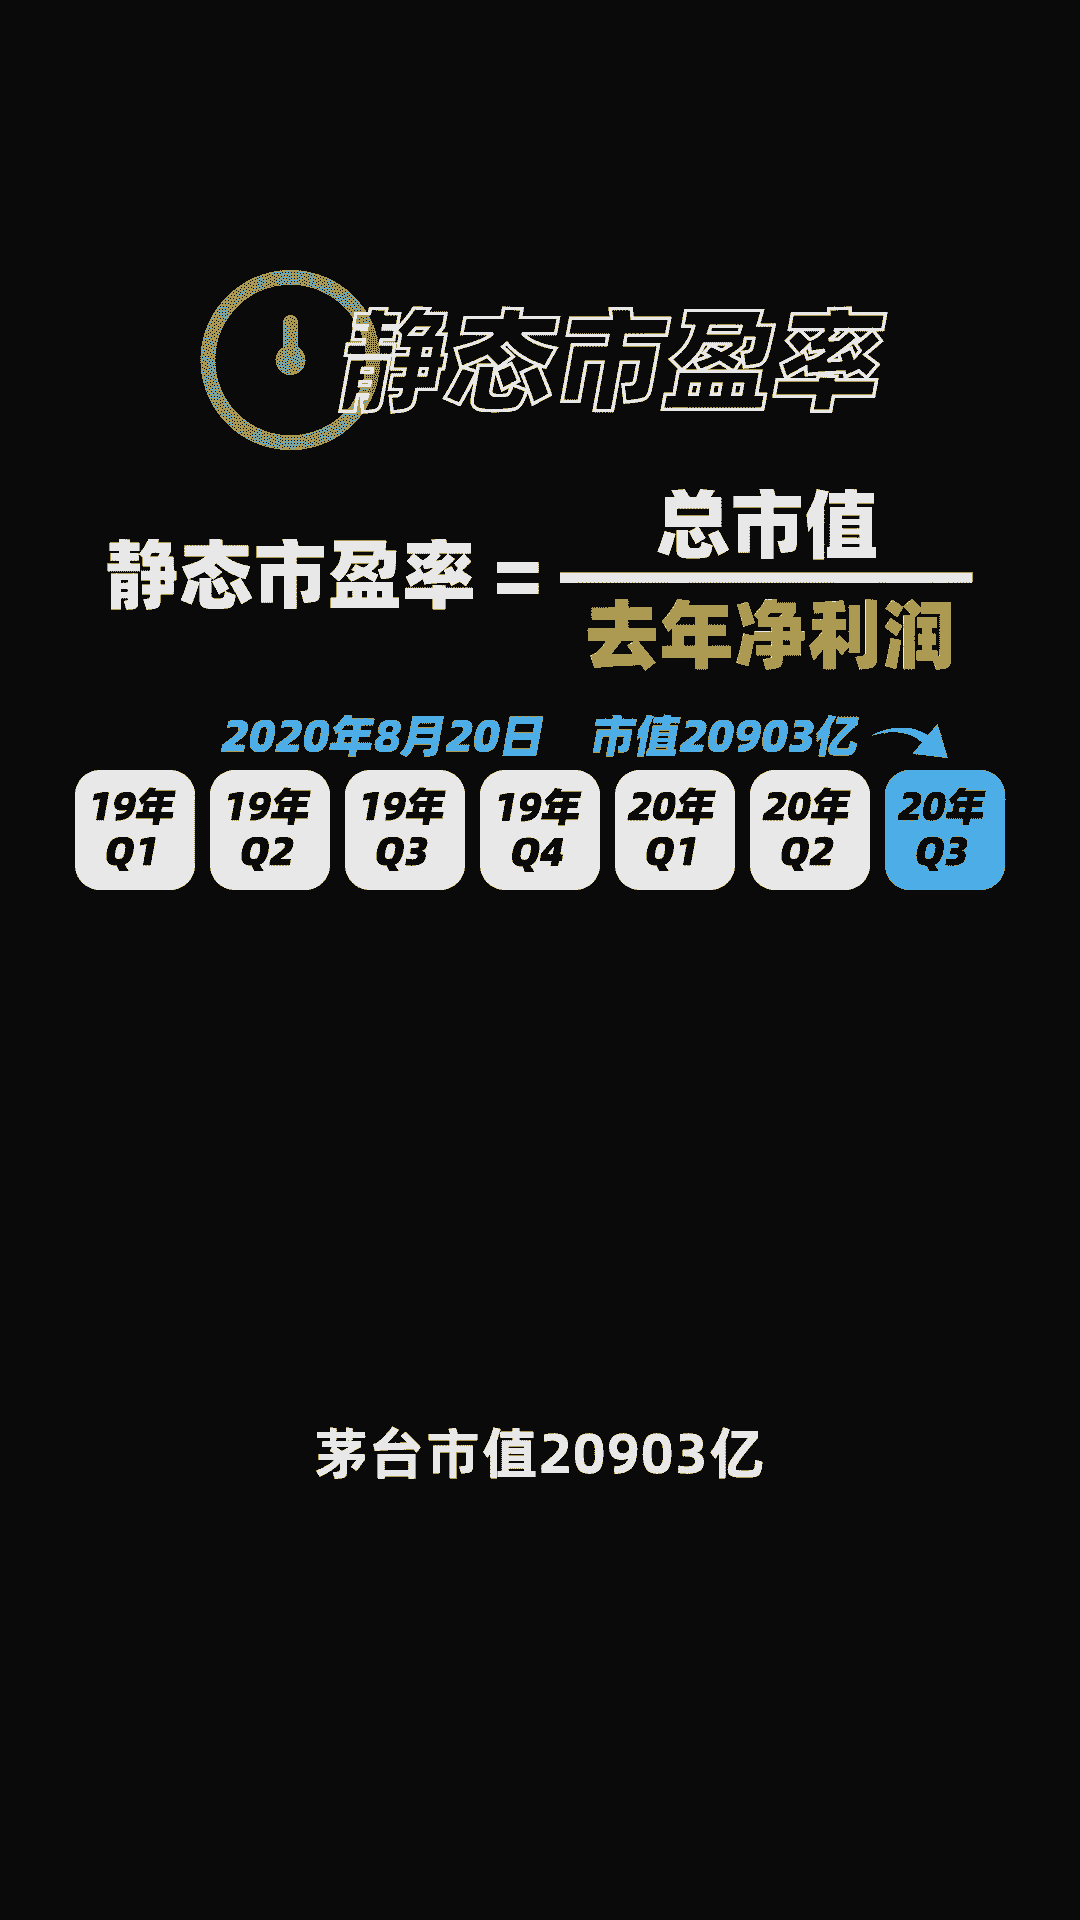 静态市盈率
静态市盈率 = 总市值
去年净利润
2020年8月20日 市值20903亿
19年 19年 19年 19年 20年 20年 20年
Q1 Q2 Q3 Q4 Q1 Q2 Q3
茅台市值20903亿